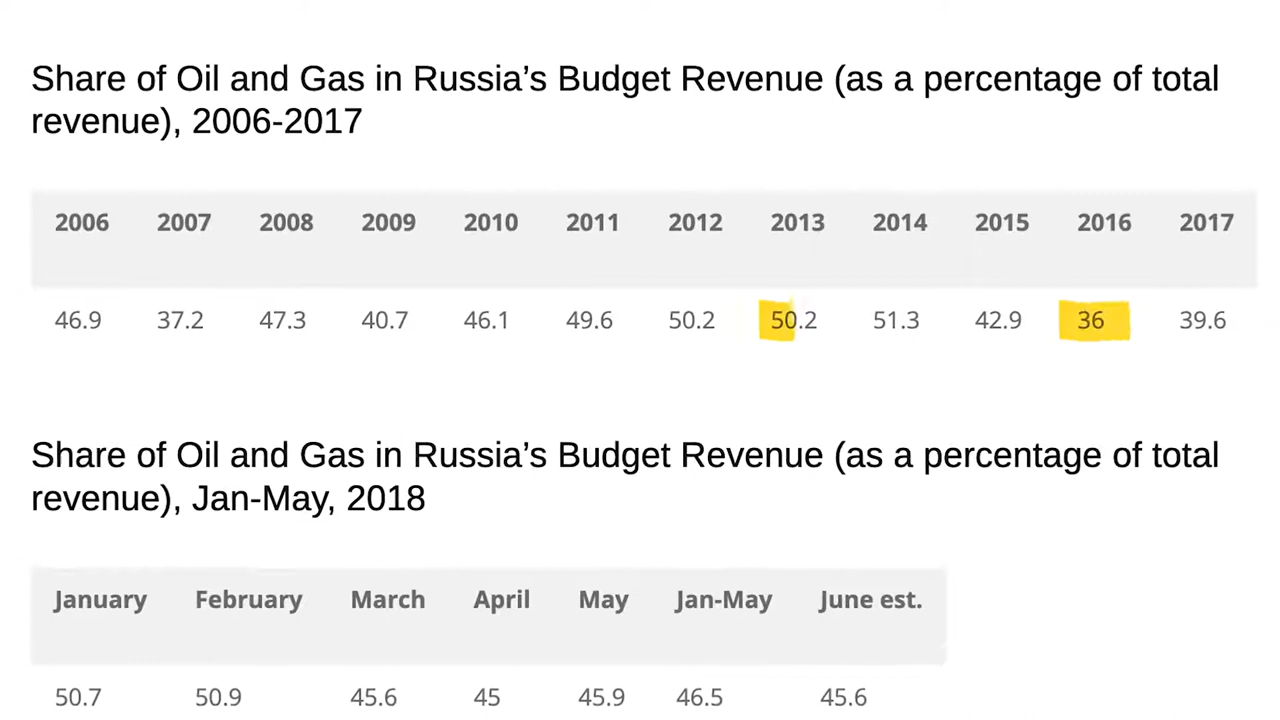 Share of Oil and Gas in Russia’s Budget Revenue (as a percentage of total
revenue), 2006-2017
2006 2007 2008 2009 2010 2011 2012 2013 2014 2015 2016 2017
46.9 37.2 47.3 40.7 46.1 49.6 50.2 50.2 51.3 42.9 36 39.6
Share of Oil and Gas in Russia’s Budget Revenue (as a percentage of total
revenue), Jan-May, 2018
January February March April May Jan-May June est.
50.7 50.9 45.6 45 45.9 46.5 45.6